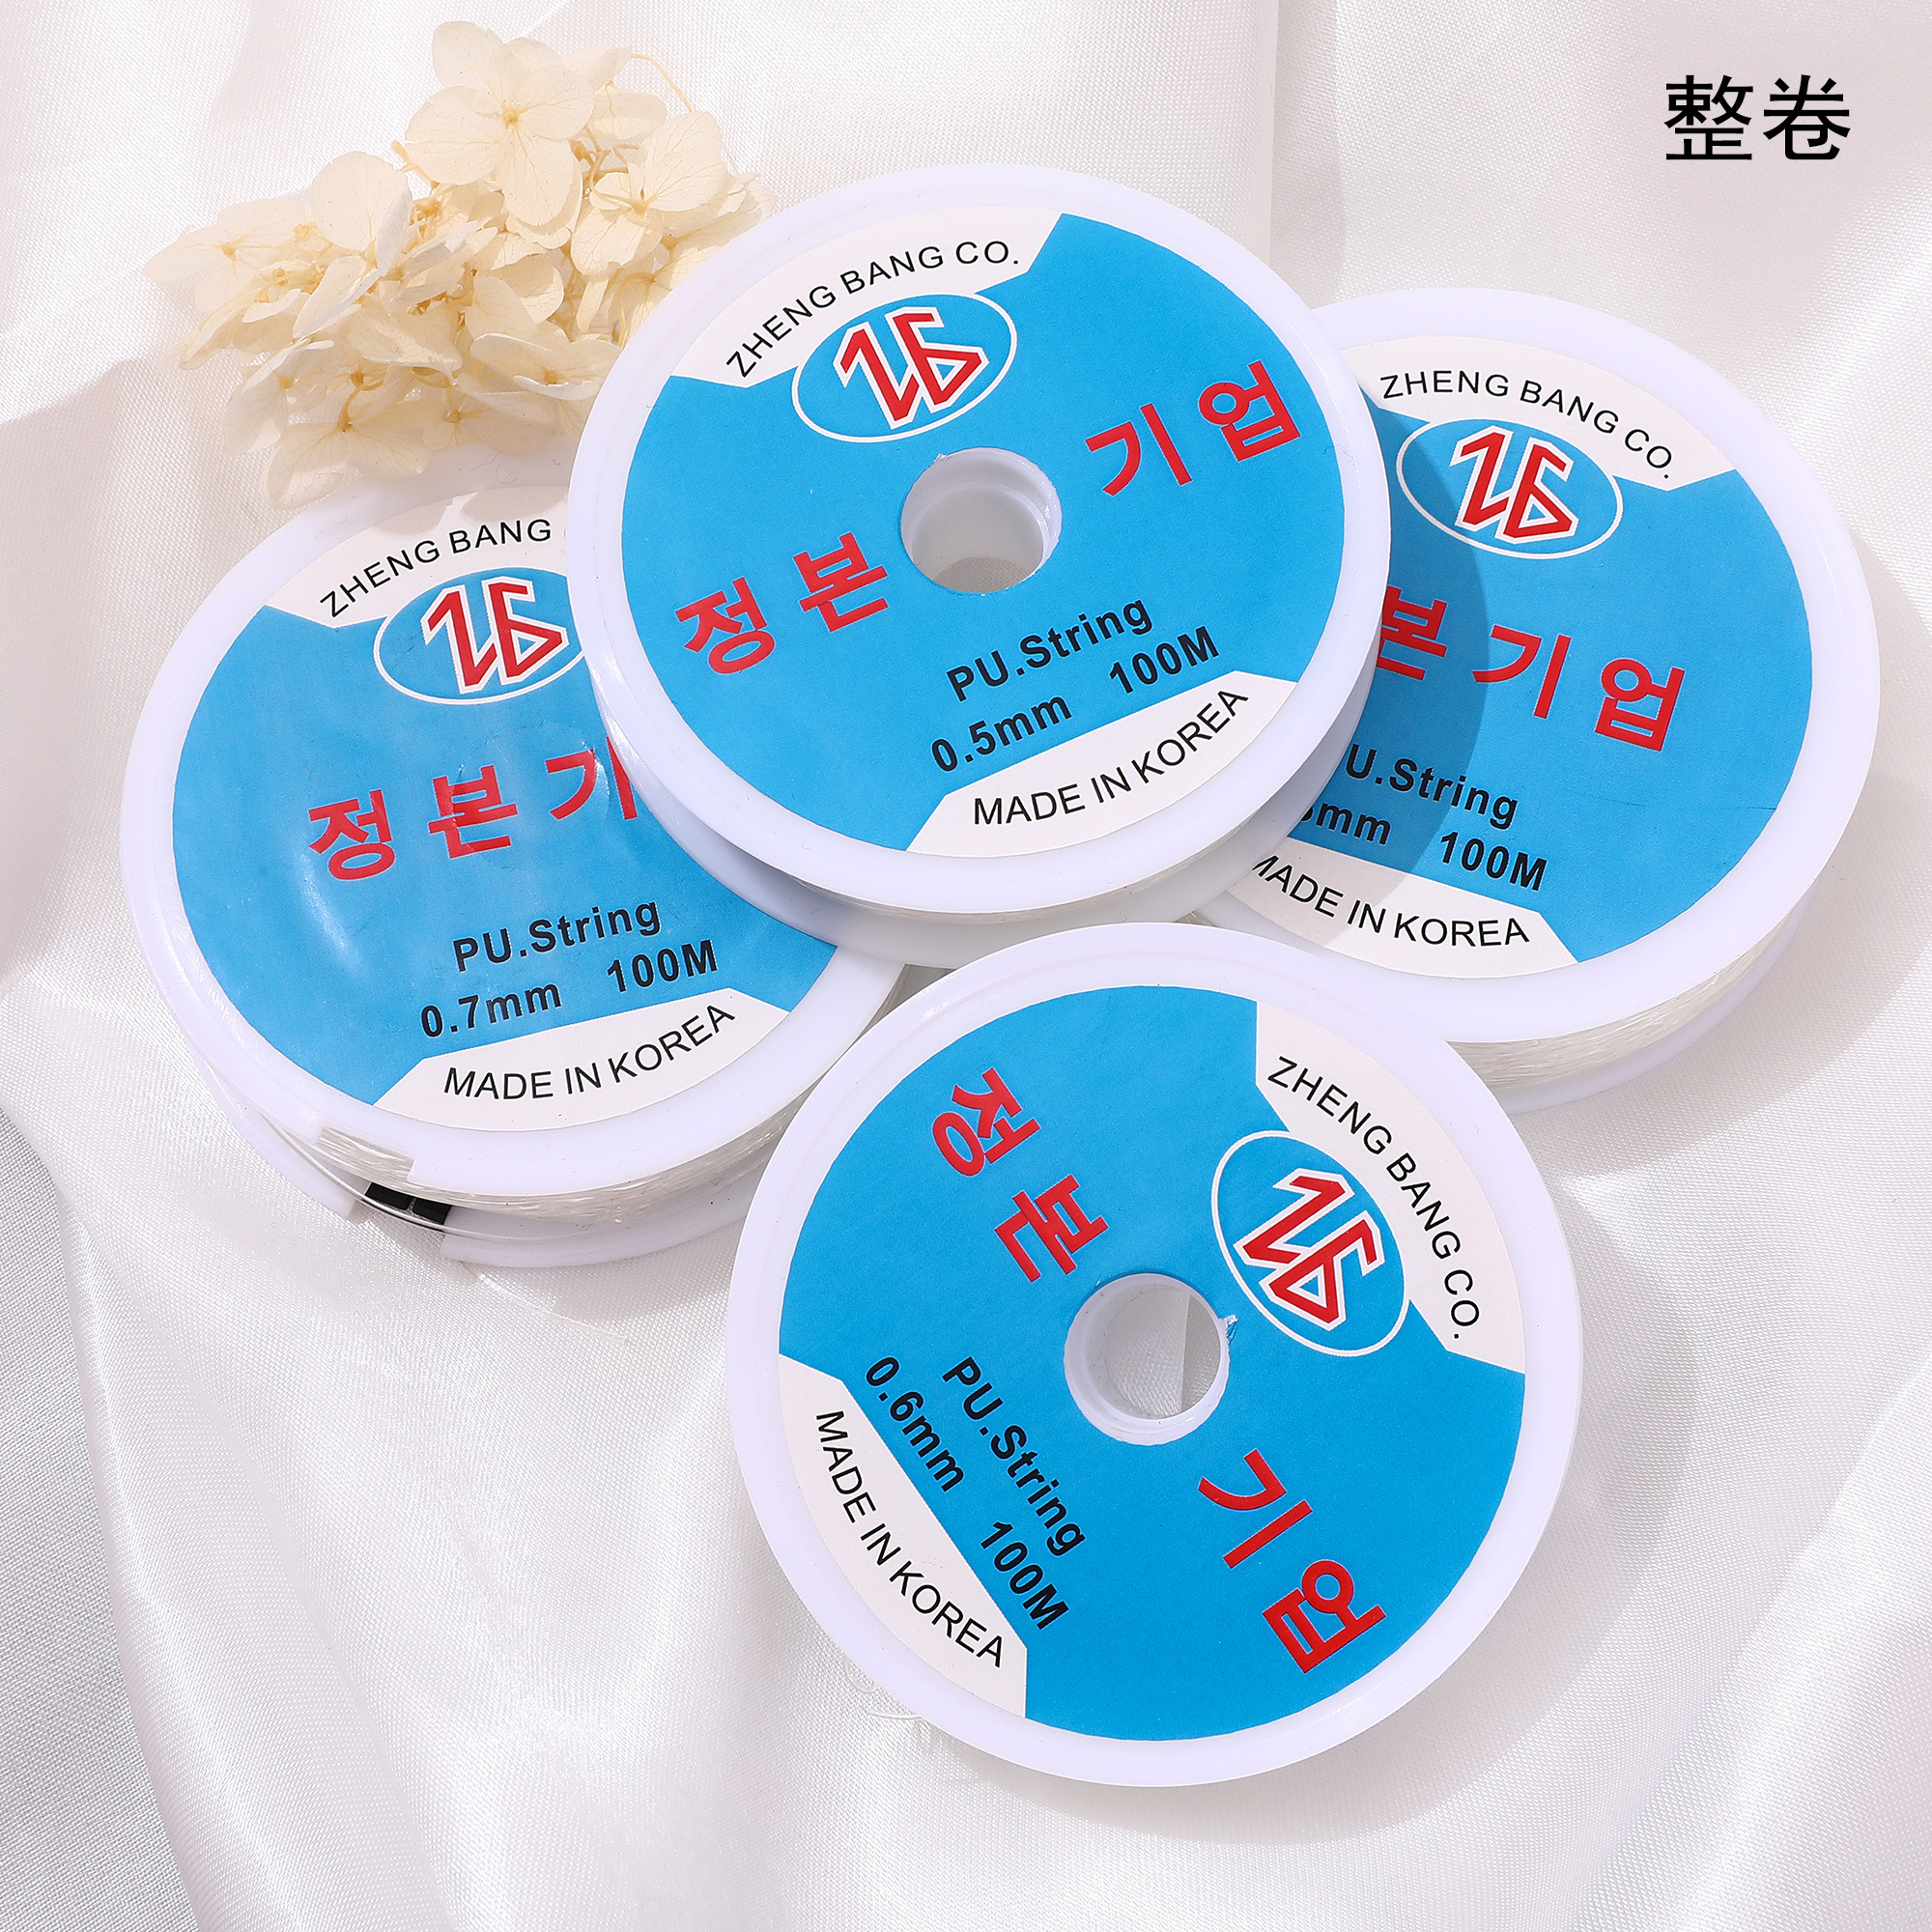 整卷
ZHENG BANG CO.
정본 기업
PU.String
0.5mm 100M
MADE IN KOREA
ZHENG BANG CO.
본 기 업
U.String
mm 100M
MADE IN KOREA
ZHENG BANG
정 본 기
PU.String
0.7mm 100M
MADE IN KOREA
ZHENG BANG CO.
정본 기업
PU.String
0.6mm 100M
MADE IN KOREA